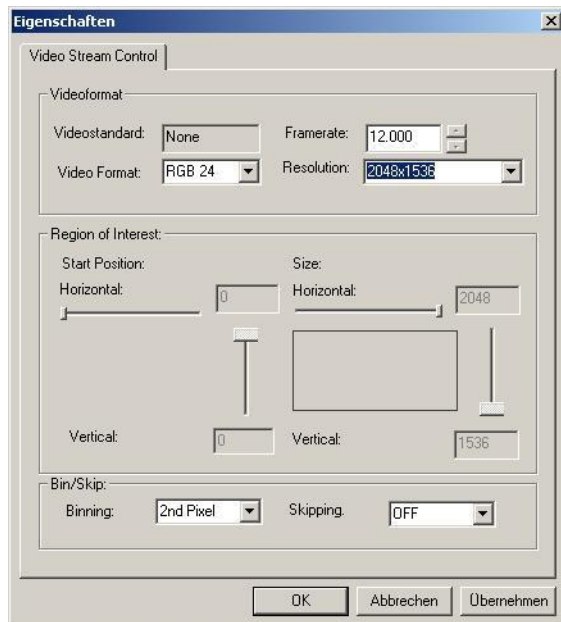 Eigenschaften
Video Stream Control
Videoformat
Videostandard: None Framerate: 12.000
Video Format: RGB 24 Resolution: 2048x1536
Region of Interest:
Start Position: Size:
Horizontal: 0 Horizontal: 2048
Vertical: 0 Vertical: 1536
Bin/Skip:
Binning: 2nd Pixel Skipping. OFF
OK Abbrechen Übernehmen